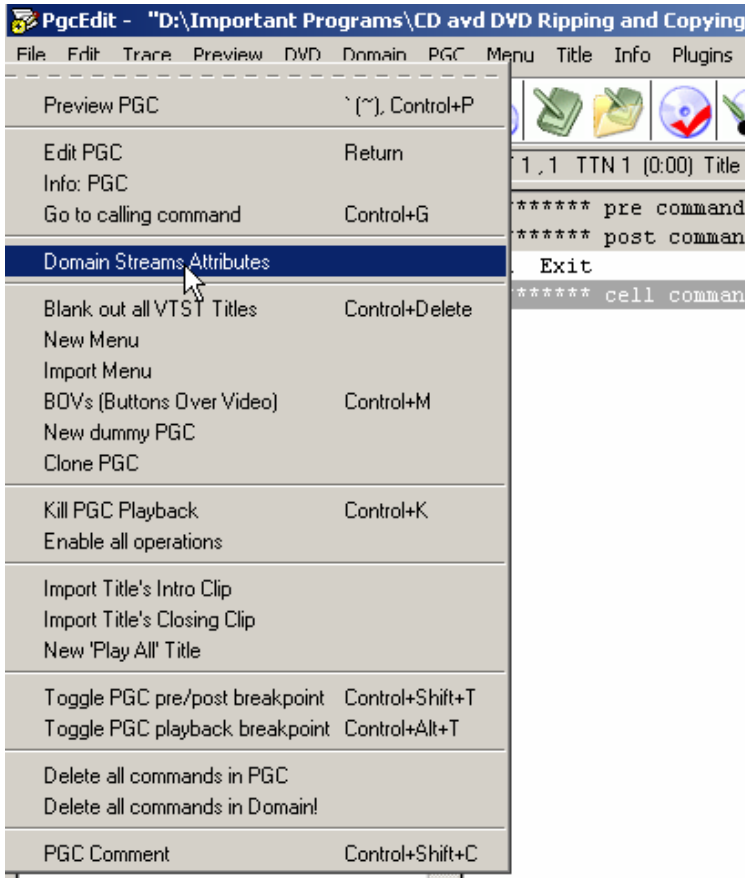 PgcEdit - "D:\Important Programs\CD avd DVD Ripping and Copying
File Edit Trace Preview DVD Domain PGC Menu Title Info Plugins
Preview PGC `(~), Control+P
Edit PGC Return
1 , 1 TTN 1 (0:00) Title
Info: PGC
Go to calling command Control+G
****** pre command
****** post comman
Domain Streams Attributes
Exit
****** cell comman
Blank out all VTST Titles Control+Delete
New Menu
Import Menu
BOVs (Buttons Over Video) Control+M
New dummy PGC
Clone PGC
Kill PGC Playback Control+K
Enable all operations
Import Title's Intro Clip
Import Title's Closing Clip
New 'Play All' Title
Toggle PGC pre/post breakpoint Control+Shift+T
Toggle PGC playback breakpoint Control+Alt+T
Delete all commands in PGC
Delete all commands in Domain!
PGC Comment Control+Shift+C